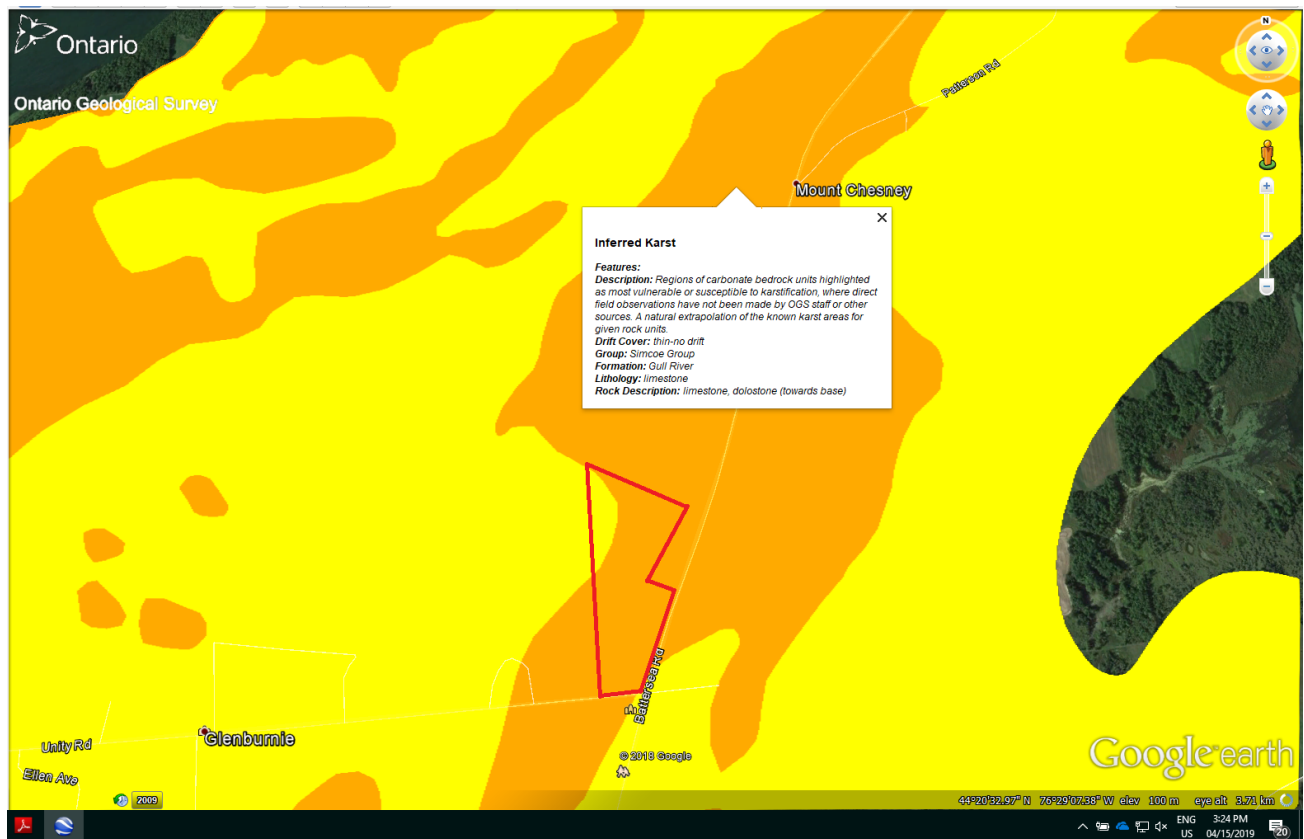 Ontario
Ontario Geological Survey
N
Patterson Rd
Mount Chesney
Inferred Karst
Features:
Description: Regions of carbonate bedrock units highlighted
as most vulnerable or susceptible to karstification, where direct
field observations have not been made by OGS staff or other
sources. A natural extrapolation of the known karst areas for
given rock units.
Drift Cover: thin-no drift
Group: Simcoe Group
Formation: Gull River
Lithology: limestone
Rock Description: limestone, dolostone (towards base)
Battersea Rd
Glenburnie
Unity Rd
Ellen Ave
© 2018 Google
Google earth
2009
44°20'32.97" N 76°29'07.38" W elev 100 m eye alt 3.71 km
ENG 3:24 PM
US 04/15/2019
20